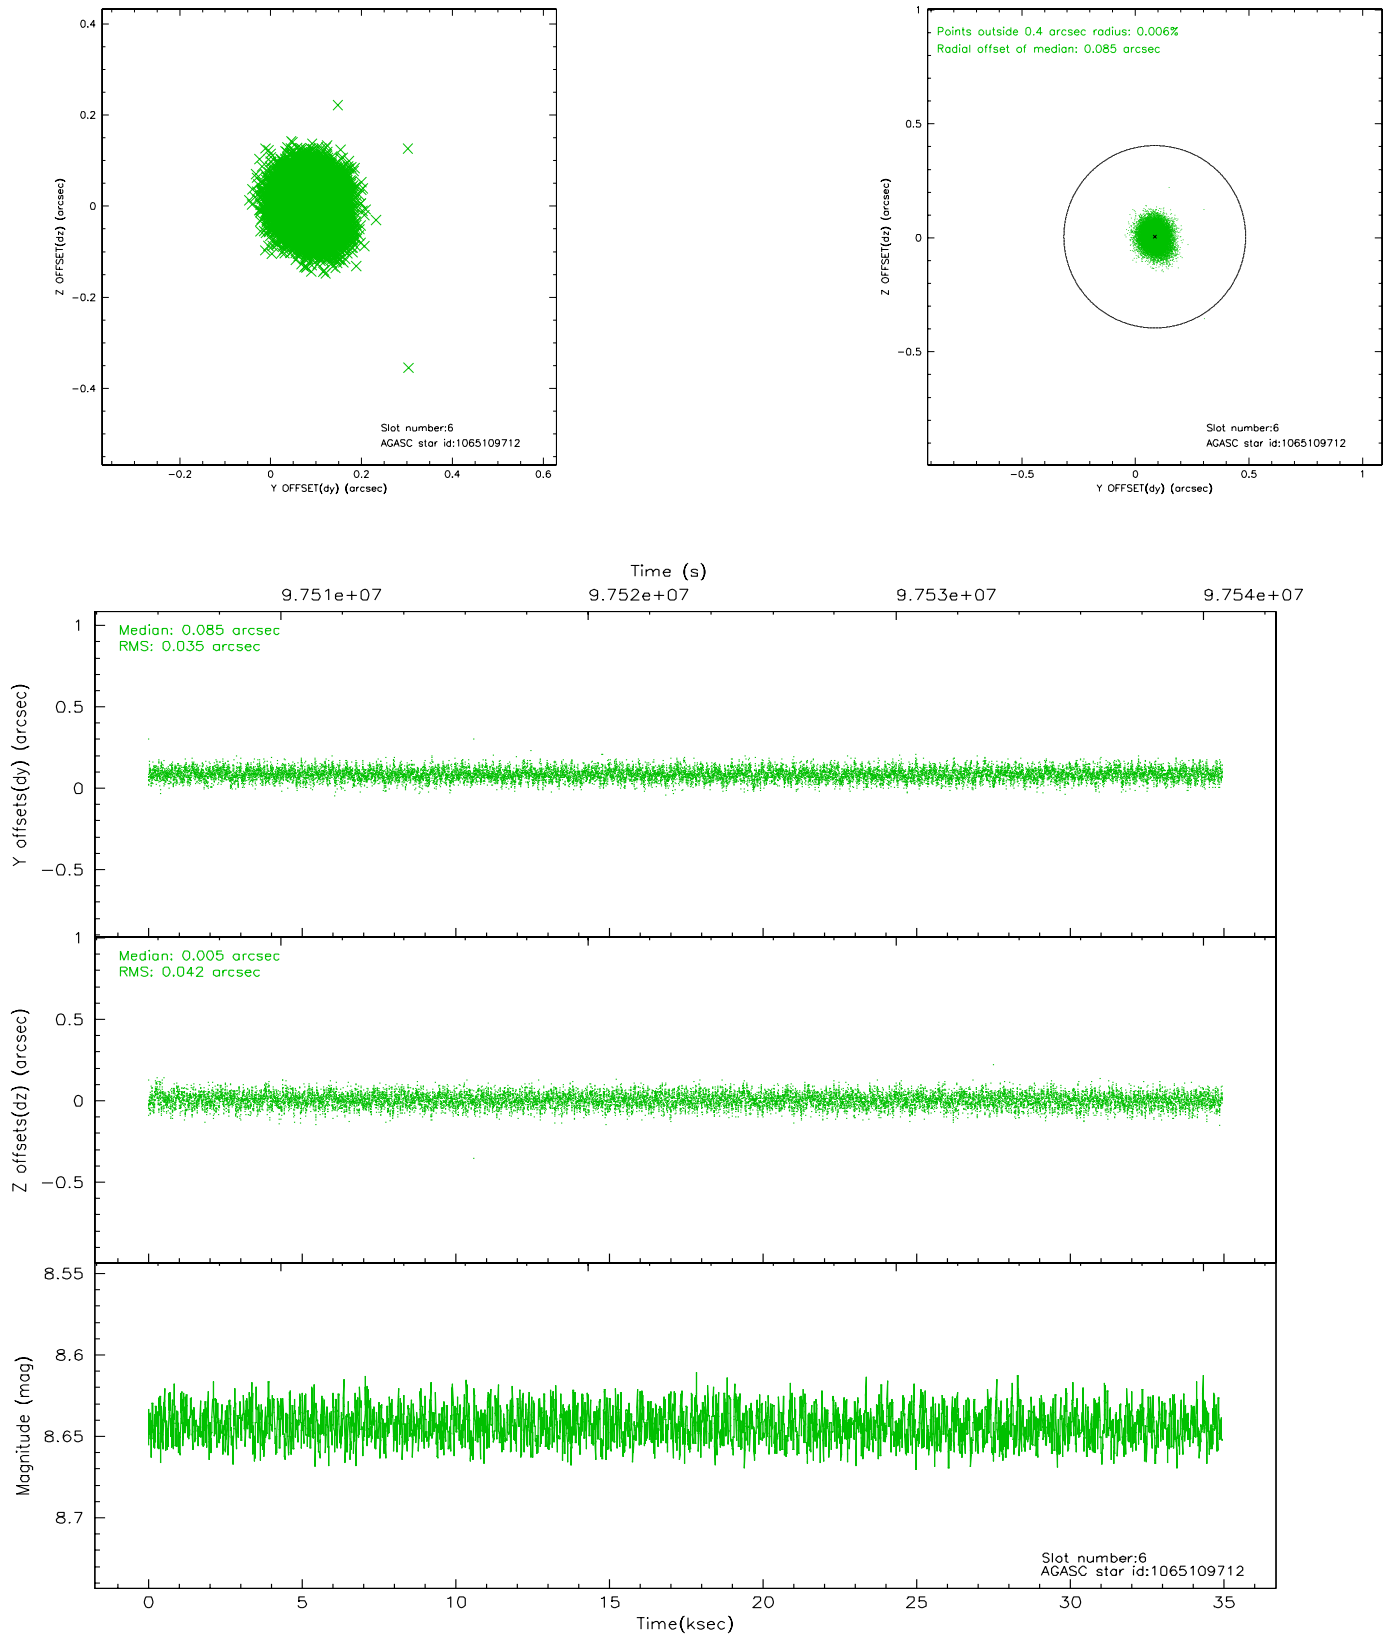 0.4
0.2
0
−0.2
−0.4
Z OFFSET(dz) (arcsec)
Slot number:6
AGASC star id:1065109712
−0.2 0 0.2 0.4 0.6
Y OFFSET(dy) (arcsec)
1
0.5
0
−0.5
Z OFFSET(dz) (arcsec)
Points outside 0.4 arcsec radius: 0.006%
Radial offset of median: 0.085 arcsec
Slot number:6
AGASC star id:1065109712
−0.5 0 0.5 1
Y OFFSET(dy) (arcsec)
Time (s)
9.751e+07 9.752e+07 9.753e+07 9.754e+07
1
0.5
0
−0.5
Y offsets(dy) (arcsec)
Median: 0.085 arcsec
RMS: 0.035 arcsec
1
0.5
0
−0.5
Z offsets(dz) (arcsec)
Median: 0.005 arcsec
RMS: 0.042 arcsec
8.55
8.6
8.65
8.7
Magnitude (mag)
Slot number:6
AGASC star id:1065109712
0 5 10 15 20 25 30 35
Time(ksec)